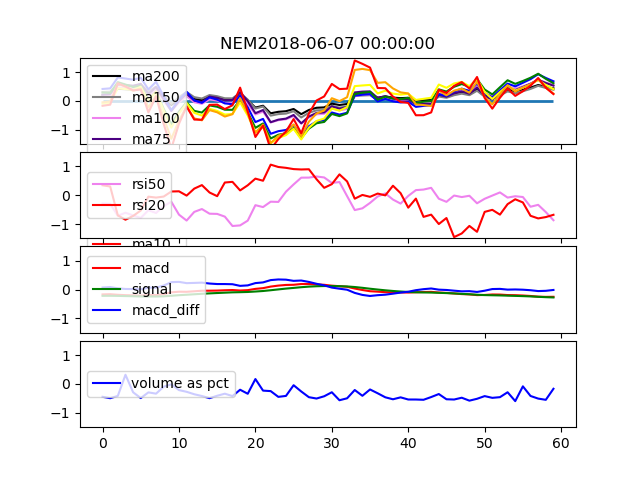 NEM2018-06-07 00:00:00
1
0
−1
ma200
ma150
ma100
ma75
1
0
−1
rsi50
rsi20
ma10
1
0
−1
macd
signal
macd_diff
1
0
−1
volume as pct
0 10 20 30 40 50 60